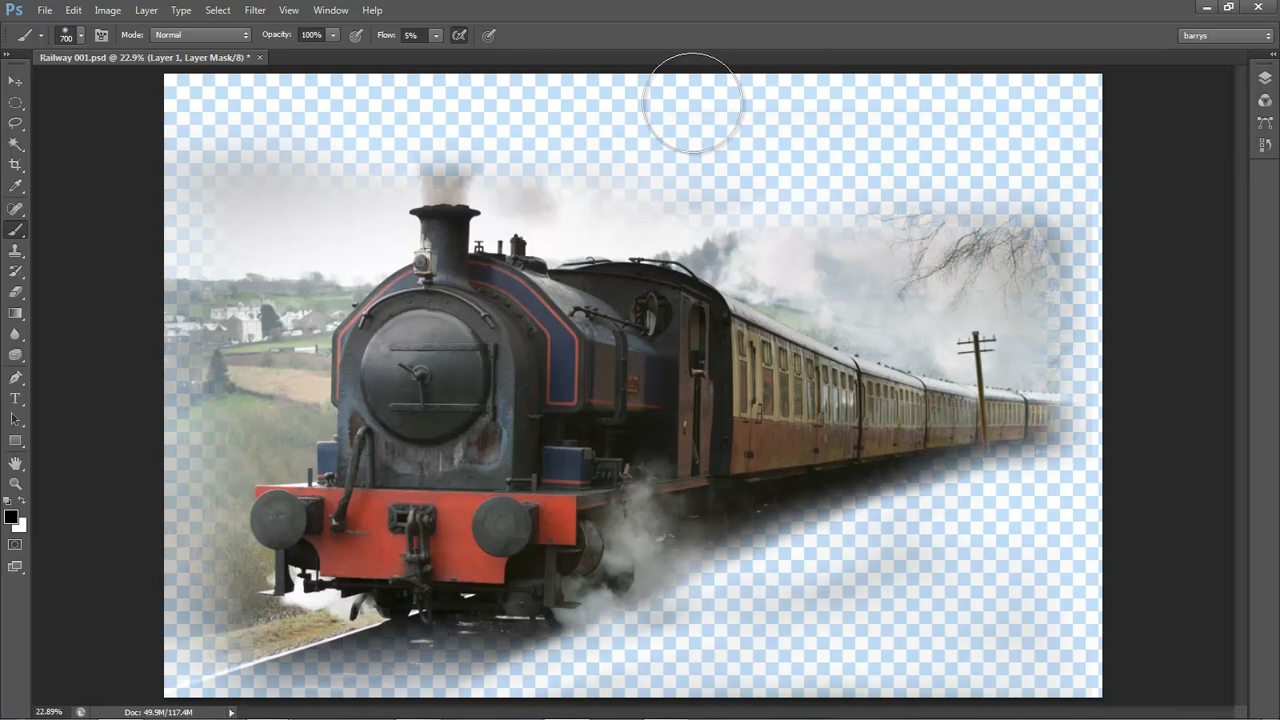 Ps File Edit Image Layer Type Select Filter View Window Help
700 Mode: Normal Opacity: 100% Flow: 5% barrys
Railway 001.psd @ 22.9% (Layer 1, Layer Mask/8) * ×
T
22.89% Doc: 49.9M/117.4M